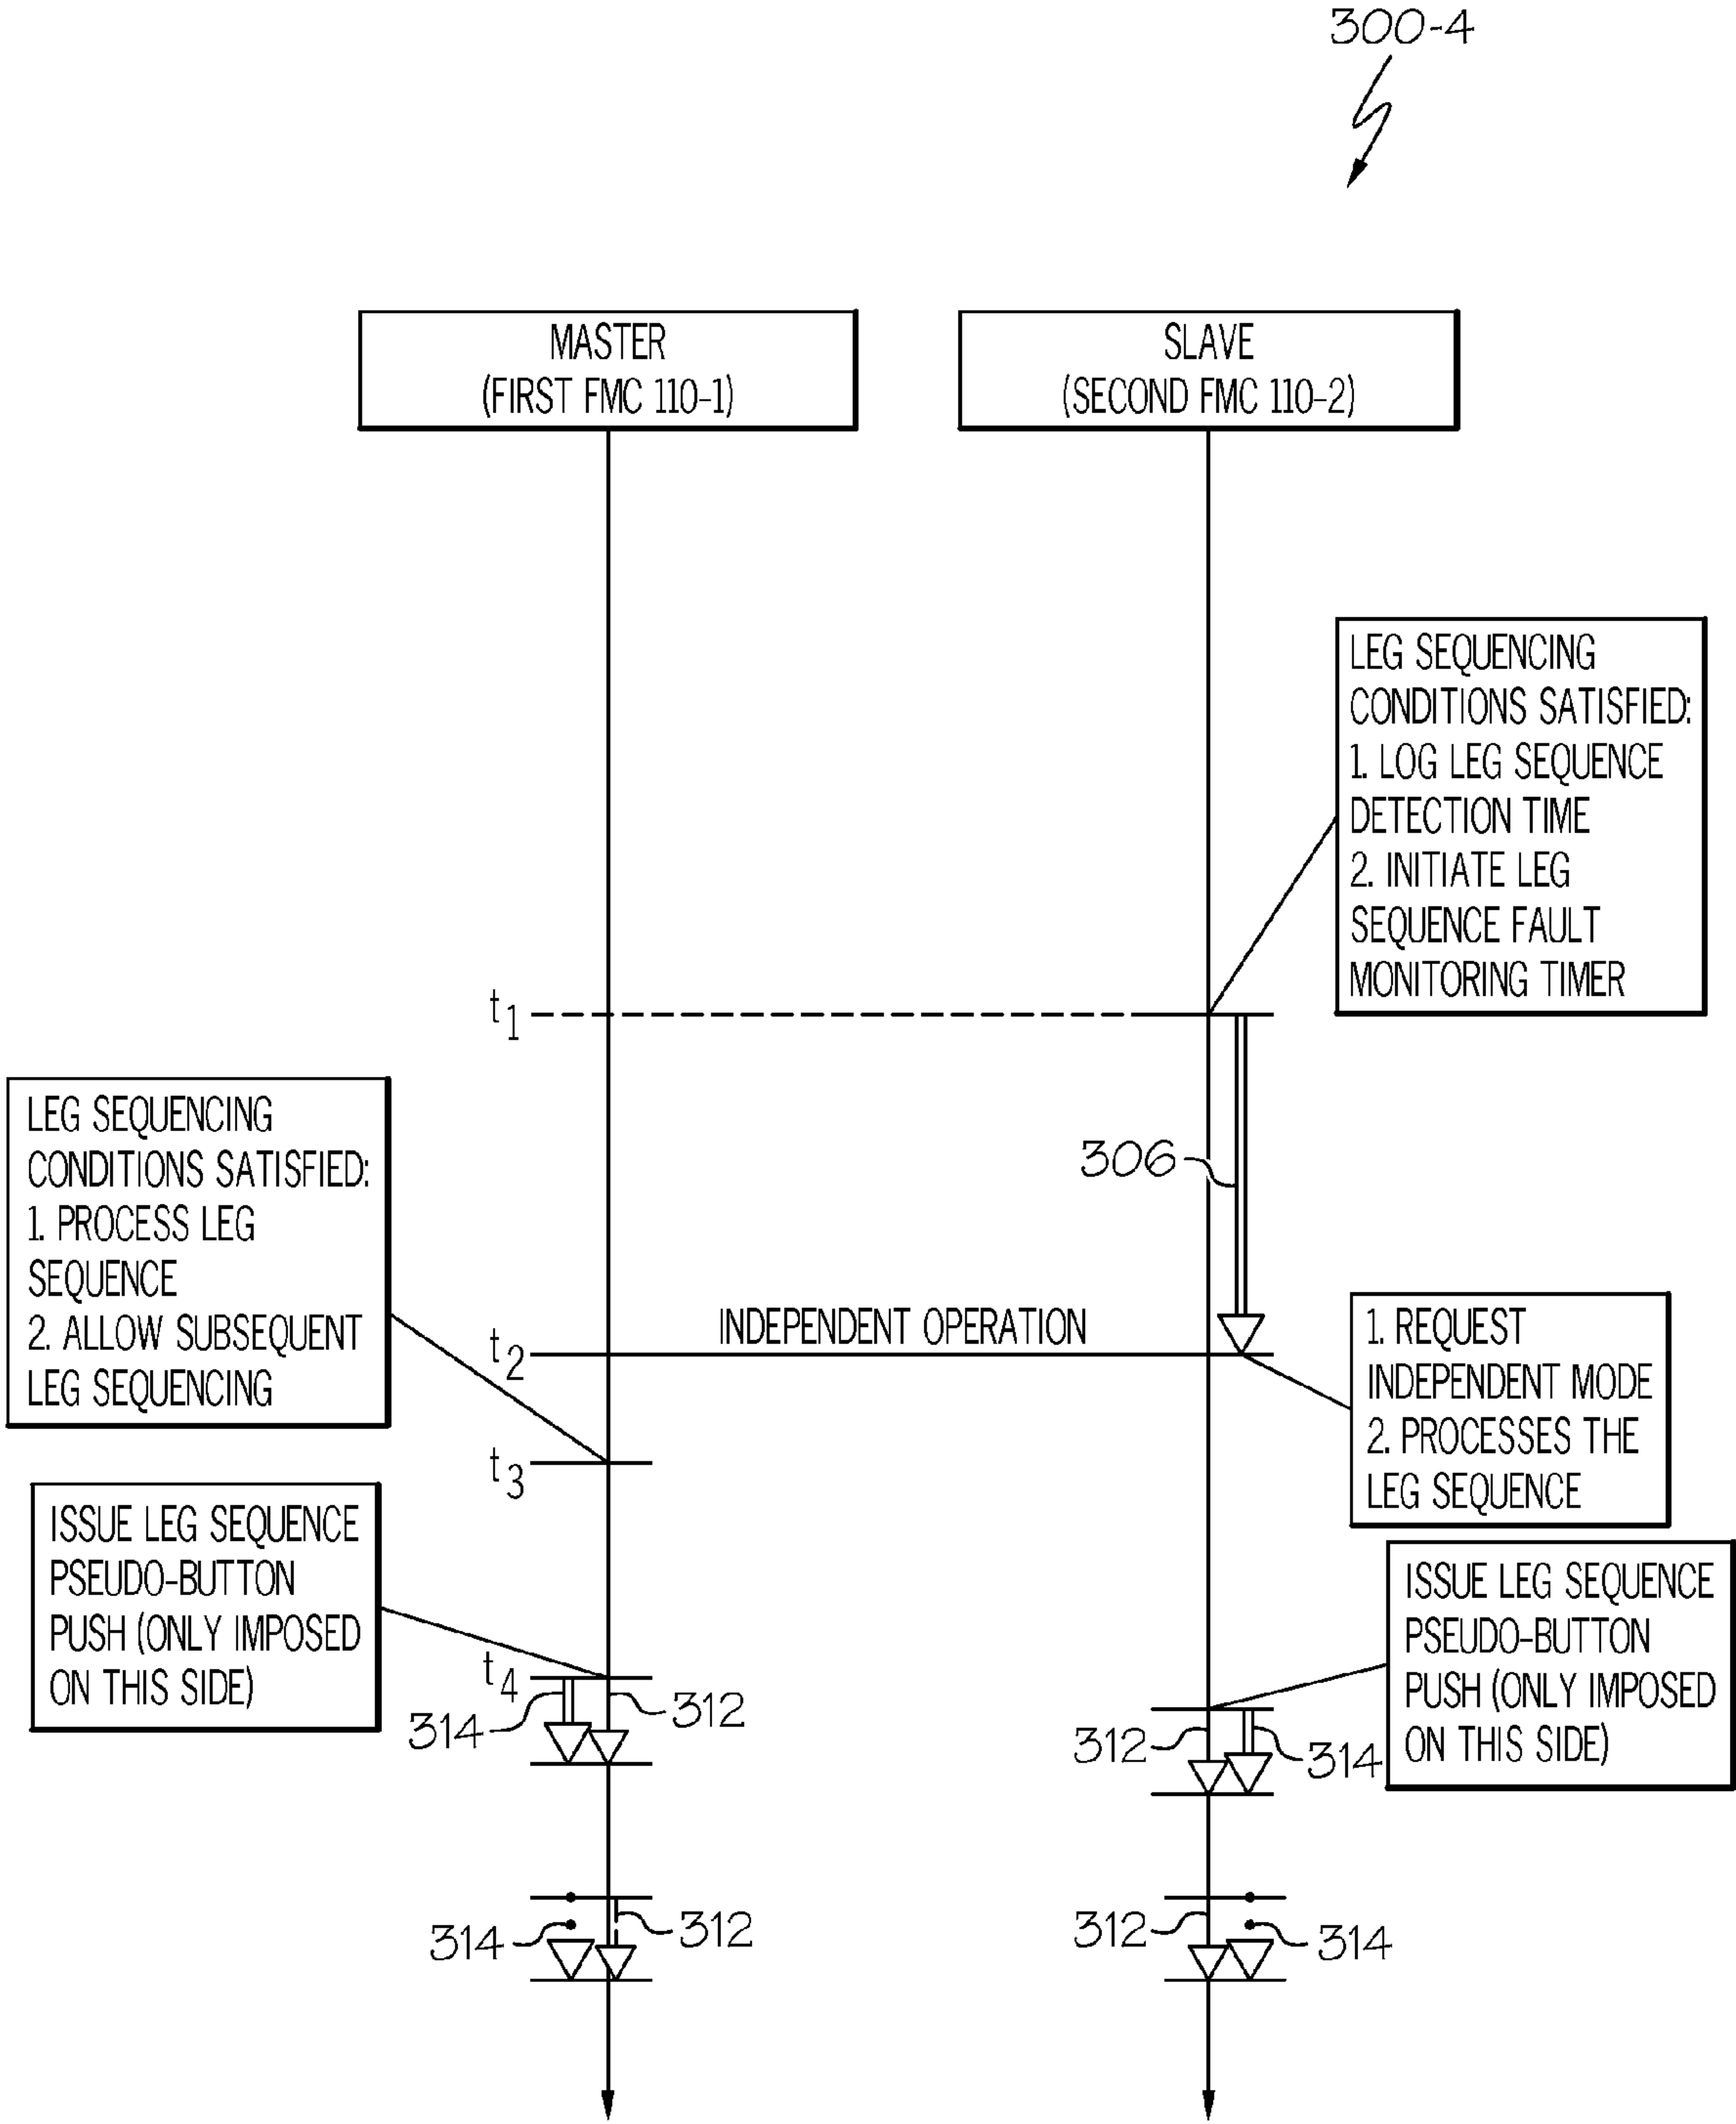 300-4
MASTER
(FIRST FMC 110-1)
SLAVE
(SECOND FMC 110-2)
LEG SEQUENCING
CONDITIONS SATISFIED:
1. LOG LEG SEQUENCE
DETECTION TIME
2. INITIATE LEG
SEQUENCE FAULT
MONITORING TIMER
t1
306
LEG SEQUENCING
CONDITIONS SATISFIED:
1. PROCESS LEG
SEQUENCE
2. ALLOW SUBSEQUENT
LEG SEQUENCING
INDEPENDENT OPERATION
t2
1. REQUEST
INDEPENDENT MODE
2. PROCESSES THE
LEG SEQUENCE
t3
ISSUE LEG SEQUENCE
PSEUDO-BUTTON
PUSH (ONLY IMPOSED
ON THIS SIDE)
t4
314
312
ISSUE LEG SEQUENCE
PSEUDO-BUTTON
PUSH (ONLY IMPOSED
ON THIS SIDE)
312
314
314
312
312
314